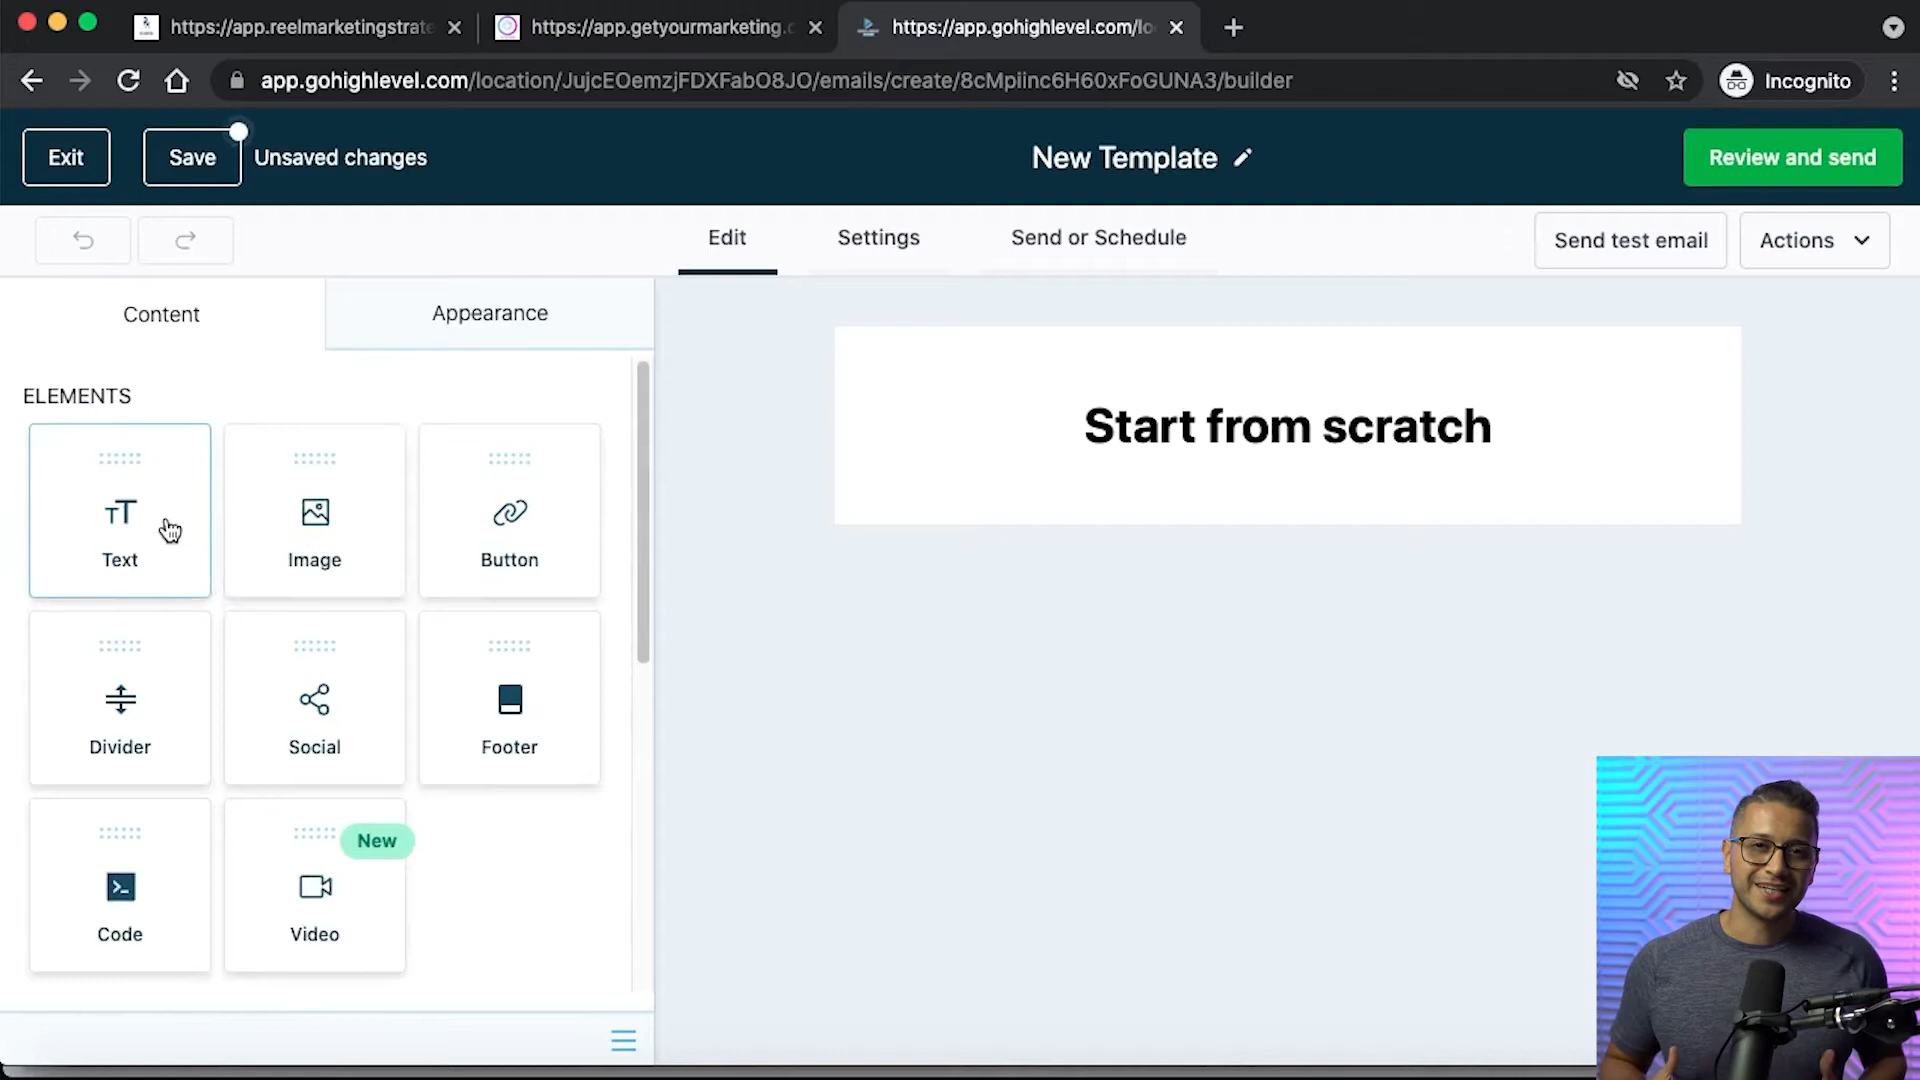 https://app.reelmarketingstrate
https://app.getyourmarketing.c
https://app.gohighlevel.com/lo
app.gohighlevel.com/location/JujcEOemzjFDXFabO8JO/emails/create/8cMpiinc6H60xFoGUNA3/builder
Incognito
Exit
Save
Unsaved changes
New Template
Review and send
Edit
Settings
Send or Schedule
Send test email
Actions
Content
Appearance
ELEMENTS
Start from scratch
Text
Image
Button
Divider
Social
Footer
New
Code
Video